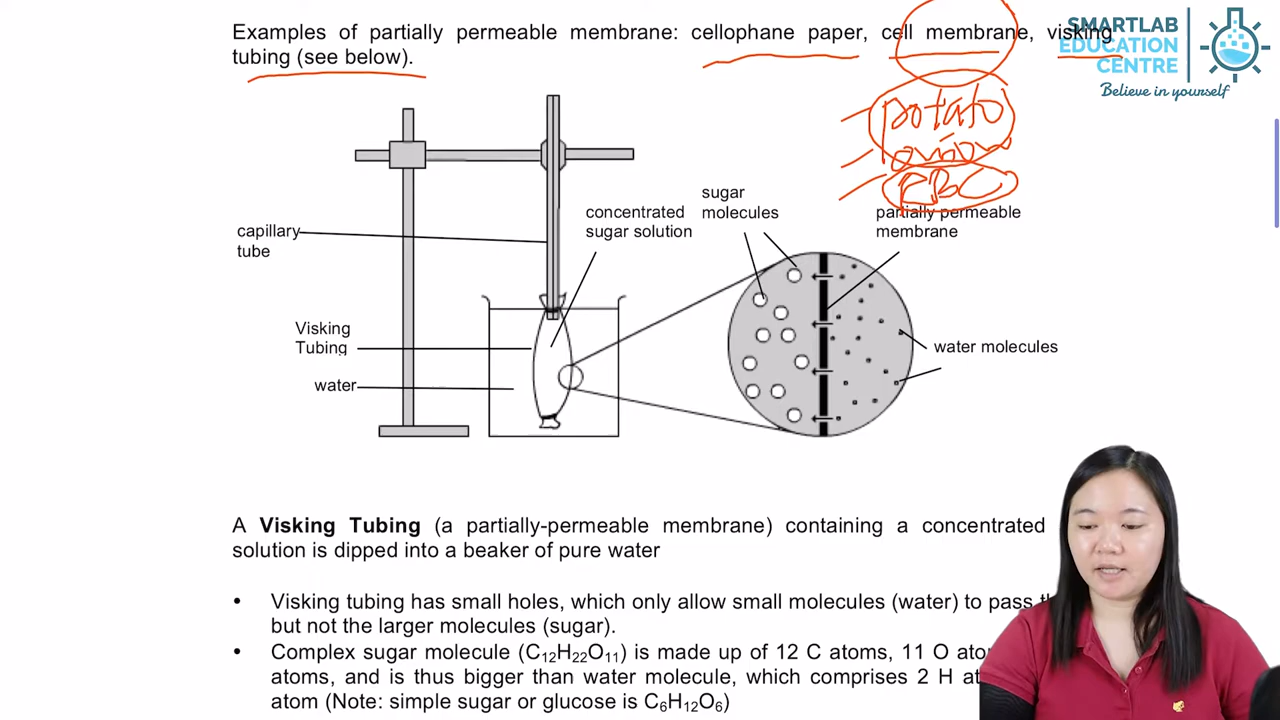 Examples of partially permeable membrane: cellophane paper, cell membrane, visking
tubing (see below).
SMARTLAB
EDUCATION
CENTRE
Believe in yourself
potato
onion
RBC
sugar
molecules
concentrated
sugar solution
partially permeable
membrane
capillary
tube
Visking
Tubing
water
water molecules
A Visking Tubing (a partially-permeable membrane) containing a concentrated
solution is dipped into a beaker of pure water
• Visking tubing has small holes, which only allow small molecules (water) to pass
but not the larger molecules (sugar).
• Complex sugar molecule (C₁₂H₂₂O₁₁) is made up of 12 C atoms, 11 O
atoms, and is thus bigger than water molecule, which comprises 2 H
atom (Note: simple sugar or glucose is C₆H₁₂O₆)